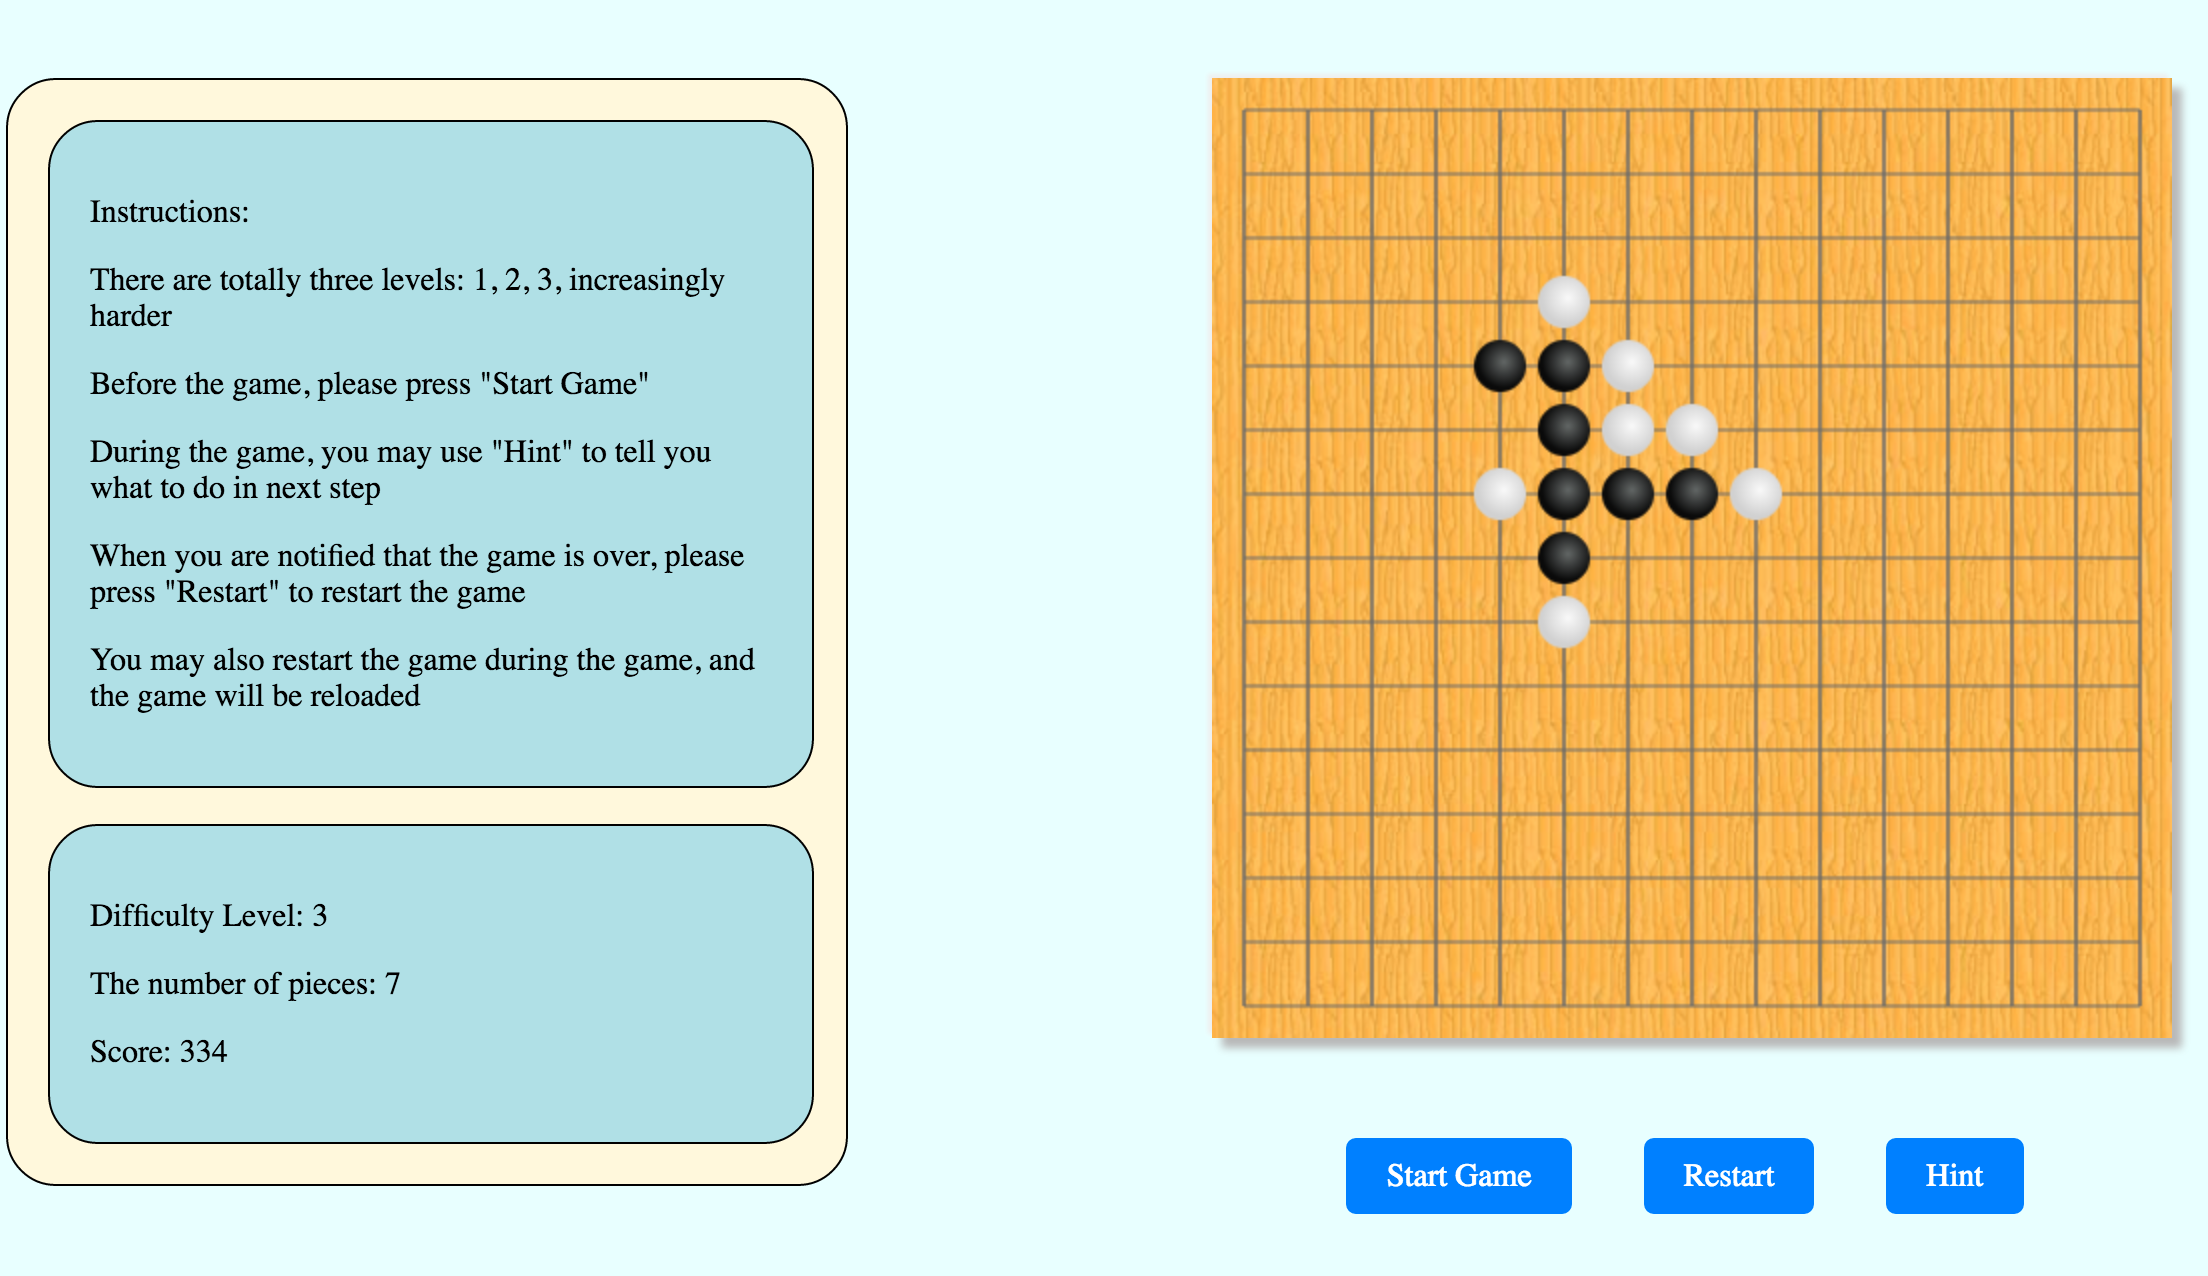 Instructions:
There are totally three levels: 1, 2, 3, increasingly
harder
Before the game, please press "Start Game"
During the game, you may use "Hint" to tell you
what to do in next step
When you are notified that the game is over, please
press "Restart" to restart the game
You may also restart the game during the game, and
the game will be reloaded
Difficulty Level: 3
The number of pieces: 7
Score: 334
Start Game
Restart
Hint